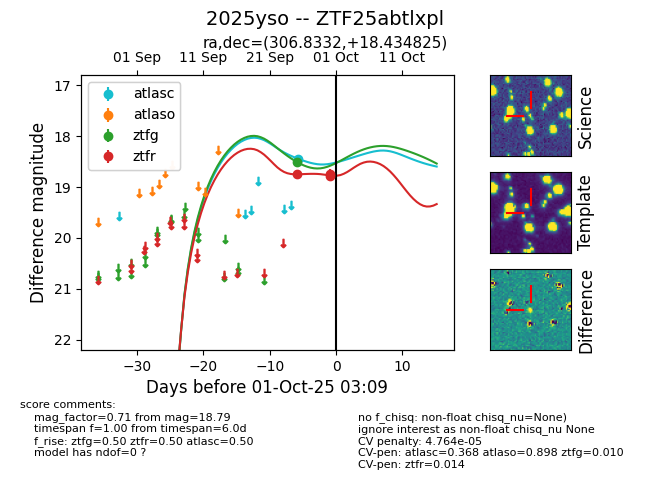 2025yso -- ZTF25abtlxpl
ra,dec=(306.8332,+18.434825)
01 Sep 11 Sep 21 Sep 01 Oct 11 Oct
17
18
19
20
21
22
Difference magnitude
atlasc
atlaso
ztfg
ztfr
−30 −20 −10 0 10
Days before 01-Oct-25 03:09
Science
Template
Difference
score comments:
mag_factor=0.71 from mag=18.79
timespan f=1.00 from timespan=6.0d
f_rise: ztfg=0.50 ztfr=0.50 atlasc=0.50
model has ndof=0 ?
no f_chisq: non-float chisq_nu=None)
ignore interest as non-float chisq_nu None
CV penalty: 4.764e-05
CV-pen: atlasc=0.368 atlaso=0.898 ztfg=0.010
CV-pen: ztfr=0.014